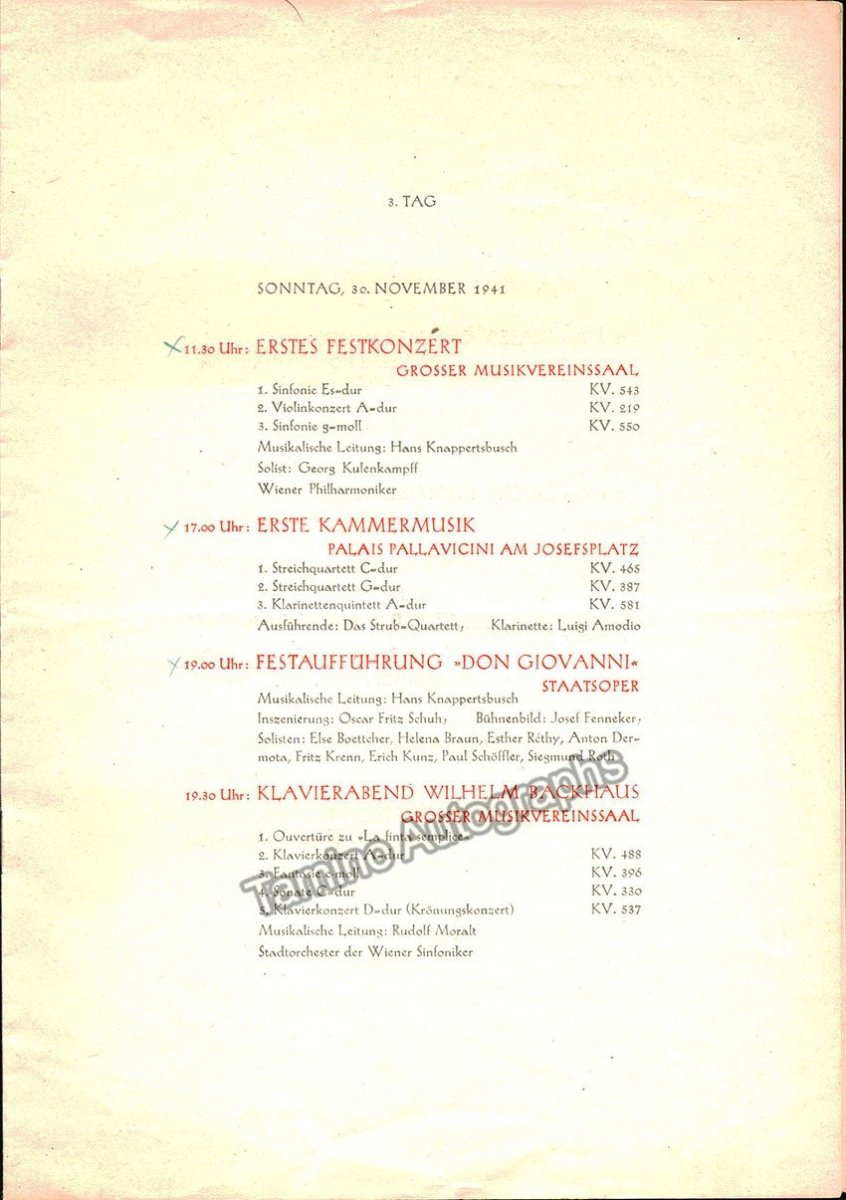 3. TAG
SONNTAG, 30. NOVEMBER 1941
11.30 Uhr: ERSTES FESTKONZERT
GROSSER MUSIKVEREINSSAAL
1. Sinfonie Es-dur KV. 543
2. Violinkonzert A-dur KV. 219
3. Sinfonie g-moll KV. 550
Musikalische Leitung: Hans Knappertsbusch
Solist: Georg Kulenkampff
Wiener Philharmoniker
17.00 Uhr: ERSTE KAMMERMUSIK
PALAIS PALLAVICINI AM JOSEFSPLATZ
1. Streichquartett C-dur KV. 465
2. Streichquartett G-dur KV. 387
3. Klarinettenquintett A-dur KV. 581
Ausführende: Das Strub-Quartett, Klarinette: Luigi Amodio
19.00 Uhr: FESTAUFFÜHRUNG »DON GIOVANNI«
STAATSOPER
Musikalische Leitung: Hans Knappertsbusch
Inszenierung: Oscar Fritz Schuh, Bühnenbild: Josef Fenneker,
Solisten: Else Boettcher, Helena Braun, Esther Réthy, Anton Der-
mota, Fritz Krenn, Erich Kunz, Paul Schöffler, Siegmund Roth
19.30 Uhr: KLAVIERABEND WILHELM BACKHAUS
GROSSER MUSIKVEREINSSAAL
1. Ouvertüre zu »La finta semplice«
2. Klavierkonzert A-dur KV. 488
3. Fantasie c-moll KV. 396
4. Sonate C-dur KV. 330
5. Klavierkonzert D-dur (Krönungskonzert) KV. 537
Musikalische Leitung: Rudolf Moralt
Stadtorchester der Wiener Sinfoniker
Tamino Autographs